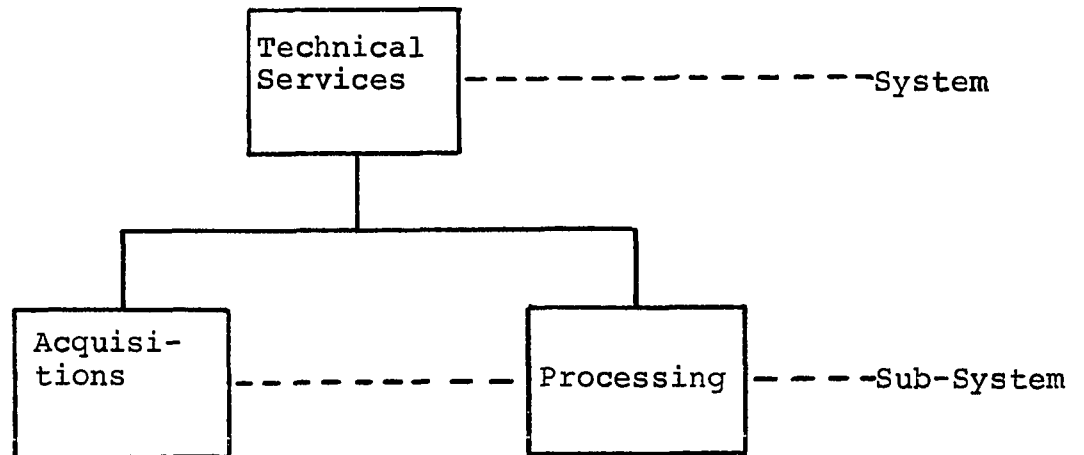 Technical
Services
System
Acquisi-
tions
Processing
Sub-System